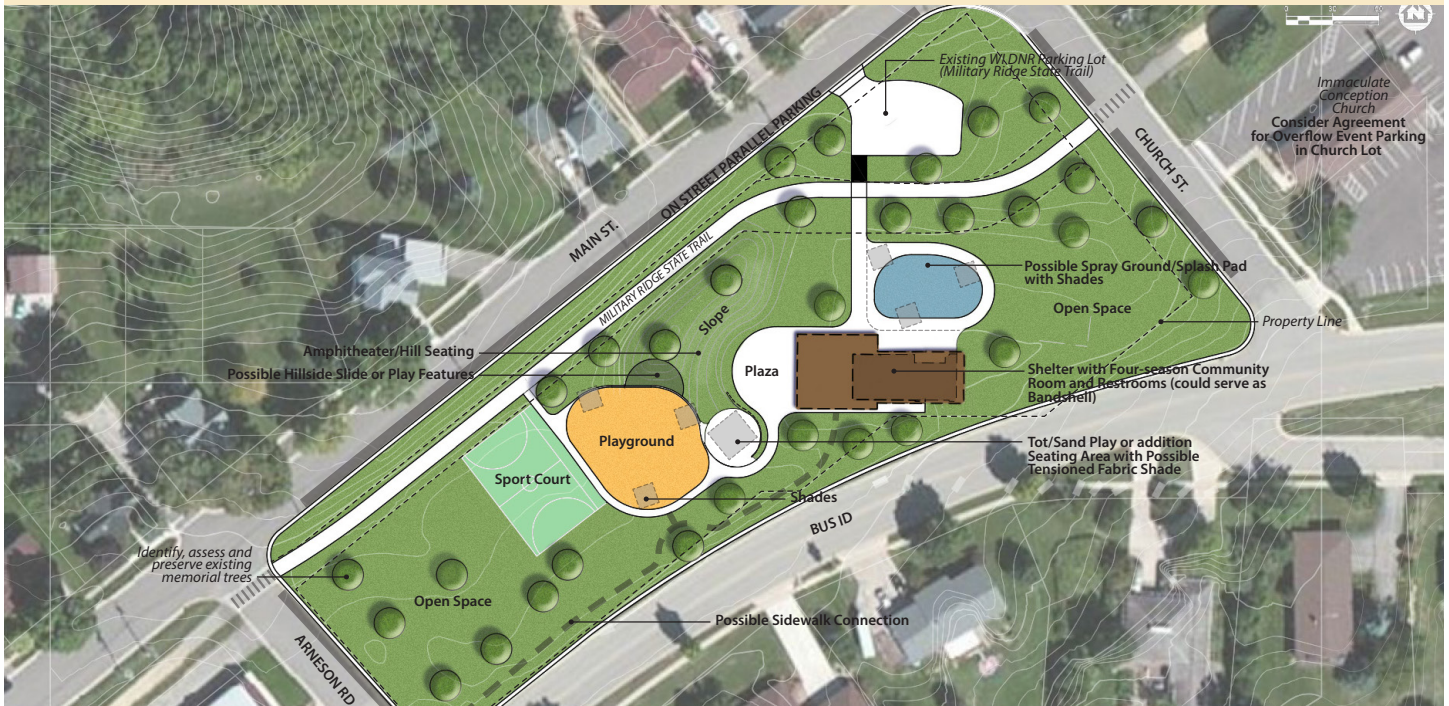 Existing WI DNR Parking Lot
(Military Ridge State Trail)
Immaculate
Conception
Church
Consider Agreement
for Overflow Event Parking
in Church Lot
CHURCH ST.
ON STREET PARALLEL PARKING
MAIN ST.
MILITARY RIDGE STATE TRAIL
Possible Spray Ground/Splash Pad
with Shades
Open Space
Property Line
Slope
Amphitheater/Hill Seating
Possible Hillside Slide or Play Features
Plaza
Shelter with Four-season Community
Room and Restrooms (could serve as
Bandshell)
Playground
Tot/Sand Play or addition
Seating Area with Possible
Tensioned Fabric Shade
Sport Court
Shades
BUS ID
Identify, assess and
preserve existing
memorial trees
Open Space
Possible Sidewalk Connection
ARNESON RD
N